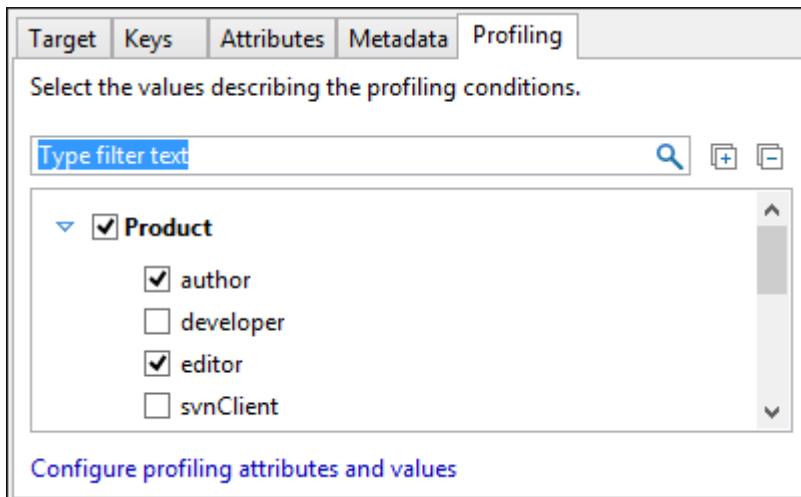 Target Keys Attributes Metadata Profiling
Select the values describing the profiling conditions.
Type filter text
Product
author
developer
editor
svnClient
Configure profiling attributes and values